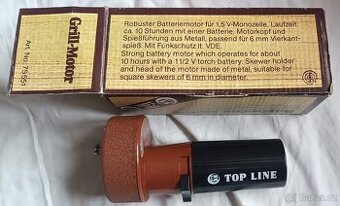 Grill-Motor
Art. No. 75551
Robuster Batteriemotor für 1,5 V-Monozelle. Laufzeit
ca. 10 Stunden mit einer Batterie. Motorkopf und
Spießführung aus Metall, passend für 6 mm Vierkant-
spieß. Mit Funkschutz lt. VDE.
Strong battery motor which operates for about
10 hours with a 1 1/2 V torch battery. Skewer holder
and head of the motor made of metal, suitable for
square skewers of 6 mm in diameter.
TOP LINE